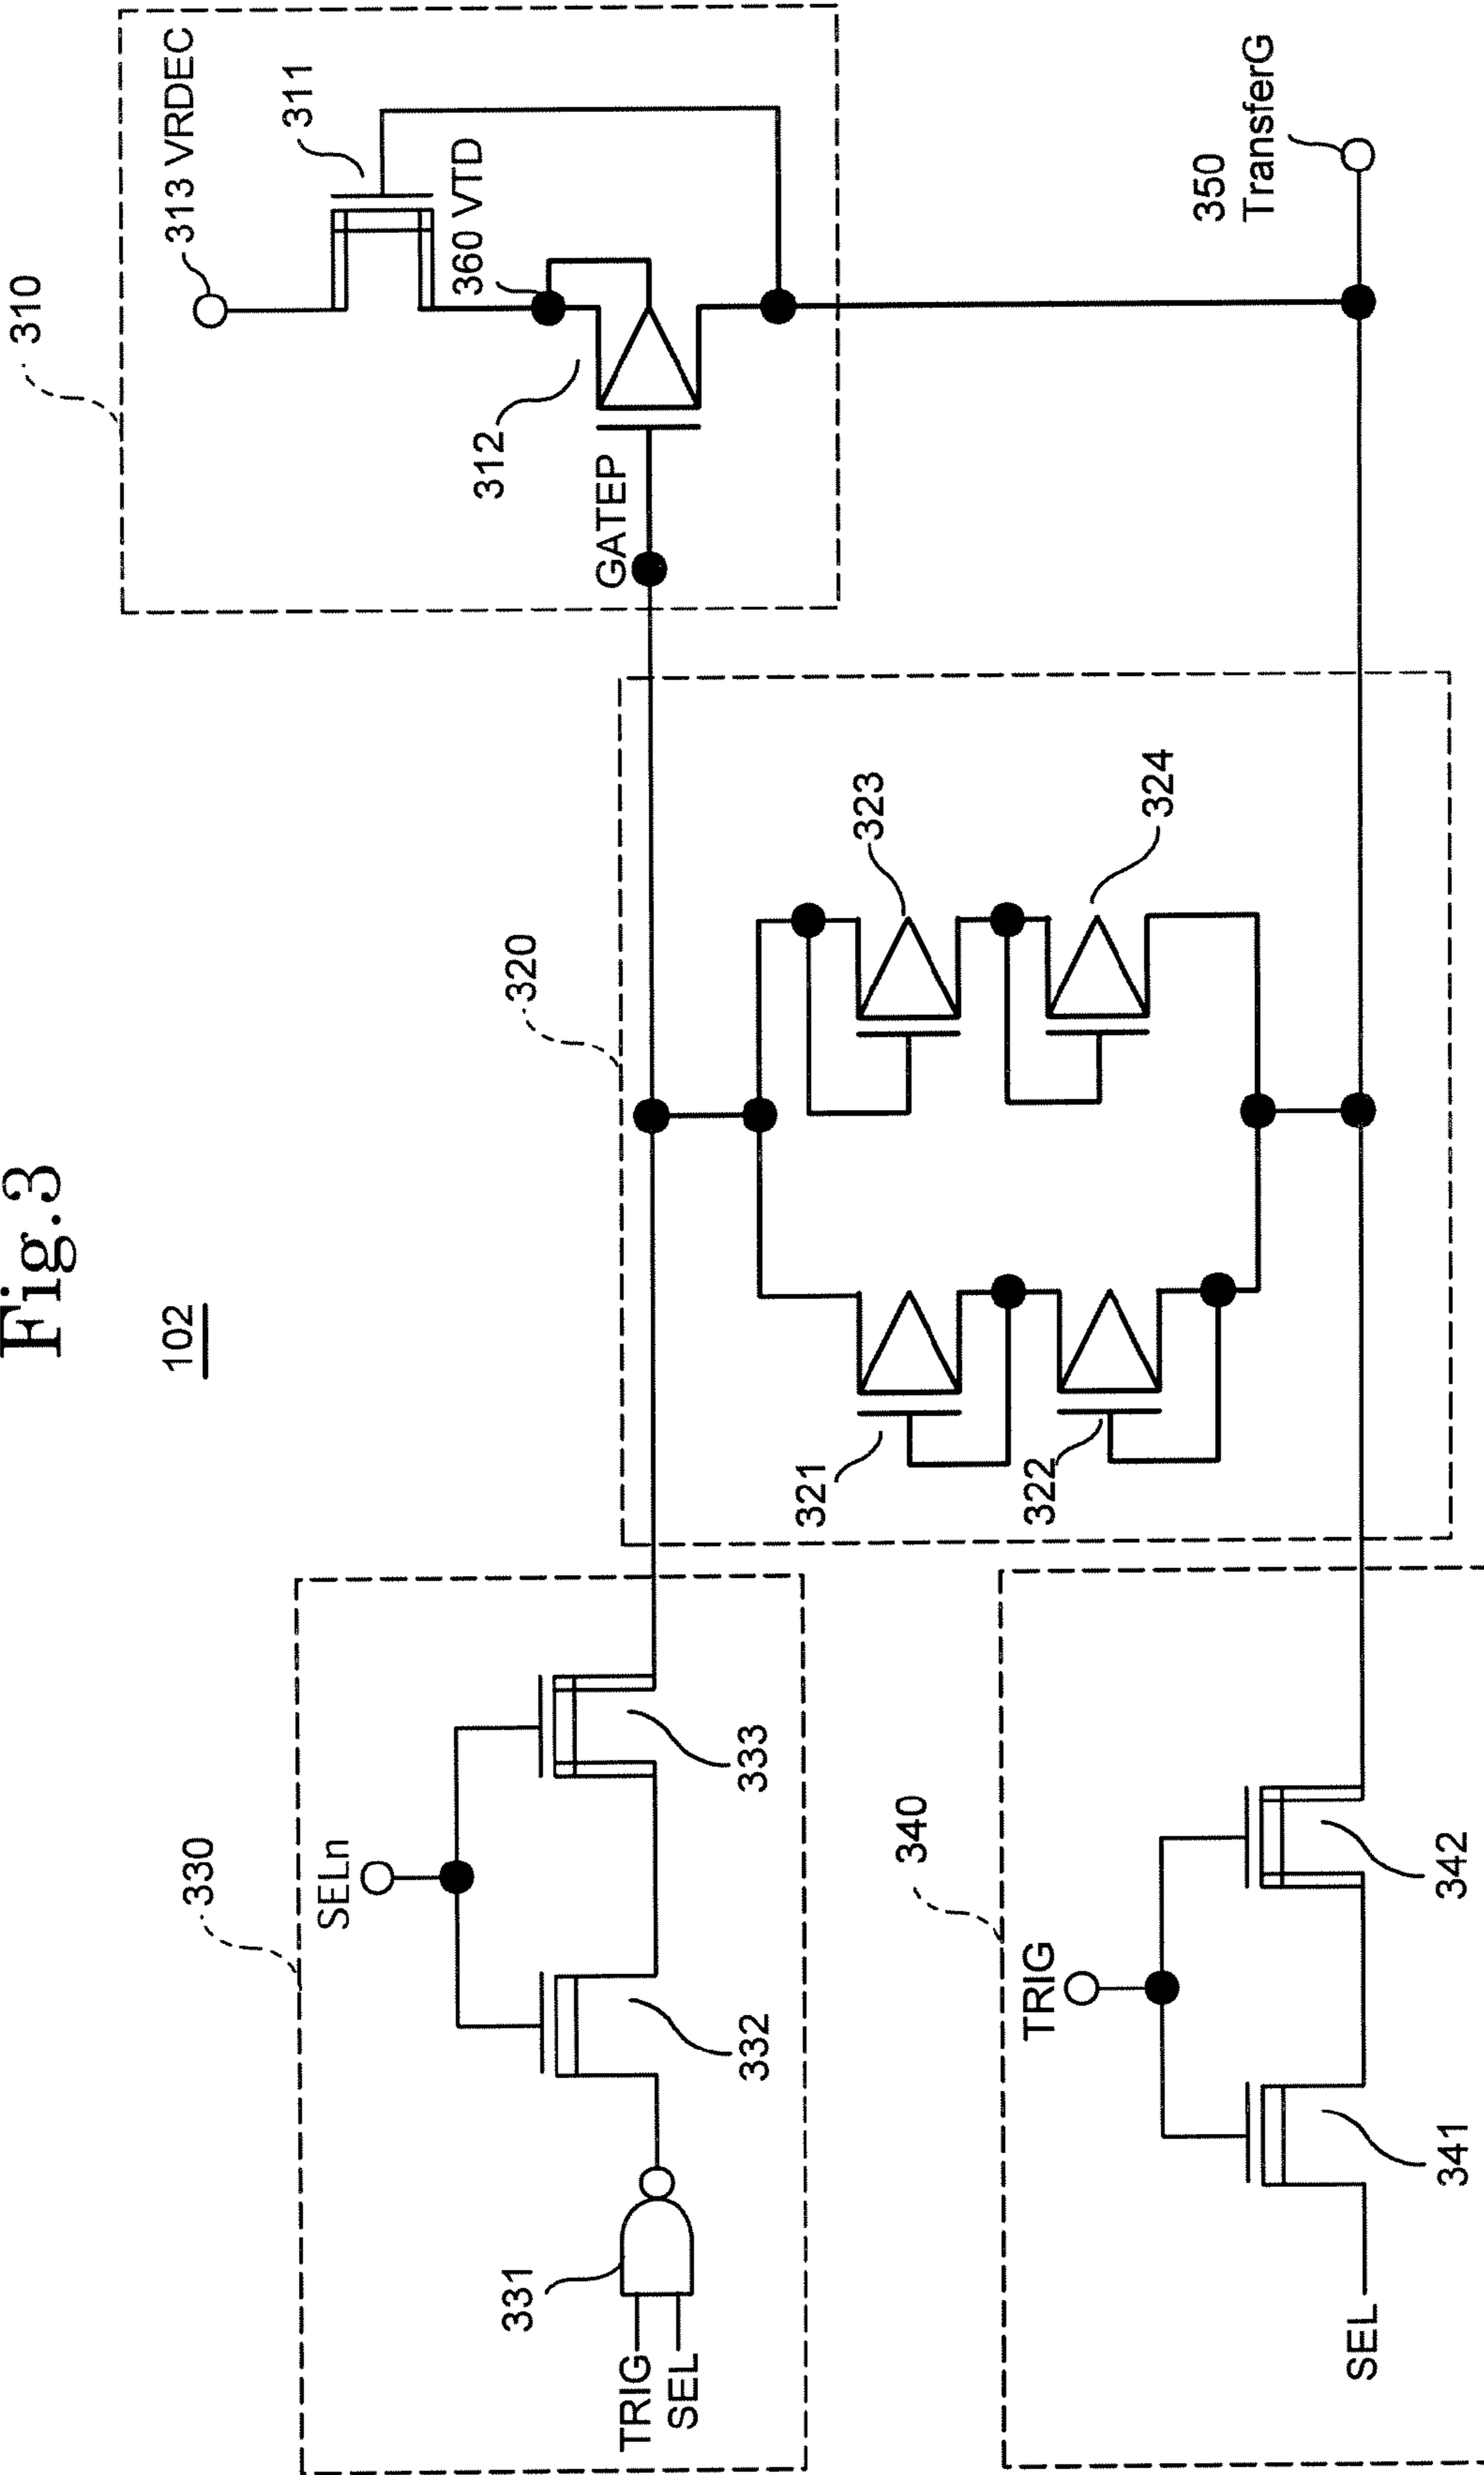 Fig.3
102
310
313 VRDEC
311
360 VTD
312
GATEP
320
323
324
321
322
330
SELn
333
332
331
TRIG
SEL
340
TRIG
342
341
SEL
350
TransferG